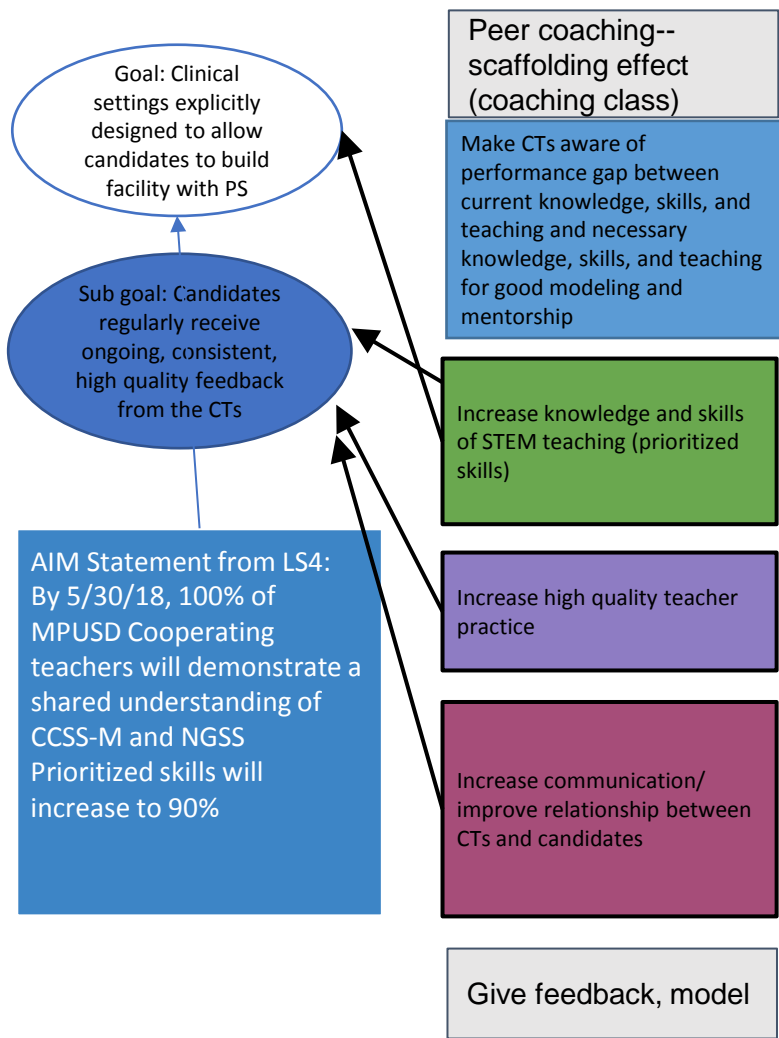 Goal: Clinical
settings explicitly
designed to allow
candidates to build
facility with PS
Sub goal: Candidates
regularly receive
ongoing, consistent,
high quality feedback
from the CTs
AIM Statement from LS4:
By 5/30/18, 100% of
MPUSD Cooperating
teachers will demonstrate a
shared understanding of
CCSS-M and NGSS
Prioritized skills will
increase to 90%
Peer coaching--
scaffolding effect
(coaching class)
Make CTs aware of
performance gap between
current knowledge, skills, and
teaching and necessary
knowledge, skills, and teaching
for good modeling and
mentorship
Increase knowledge and skills
of STEM teaching (prioritized
skills)
Increase high quality teacher
practice
Increase communication/
improve relationship between
CTs and candidates
Give feedback, model